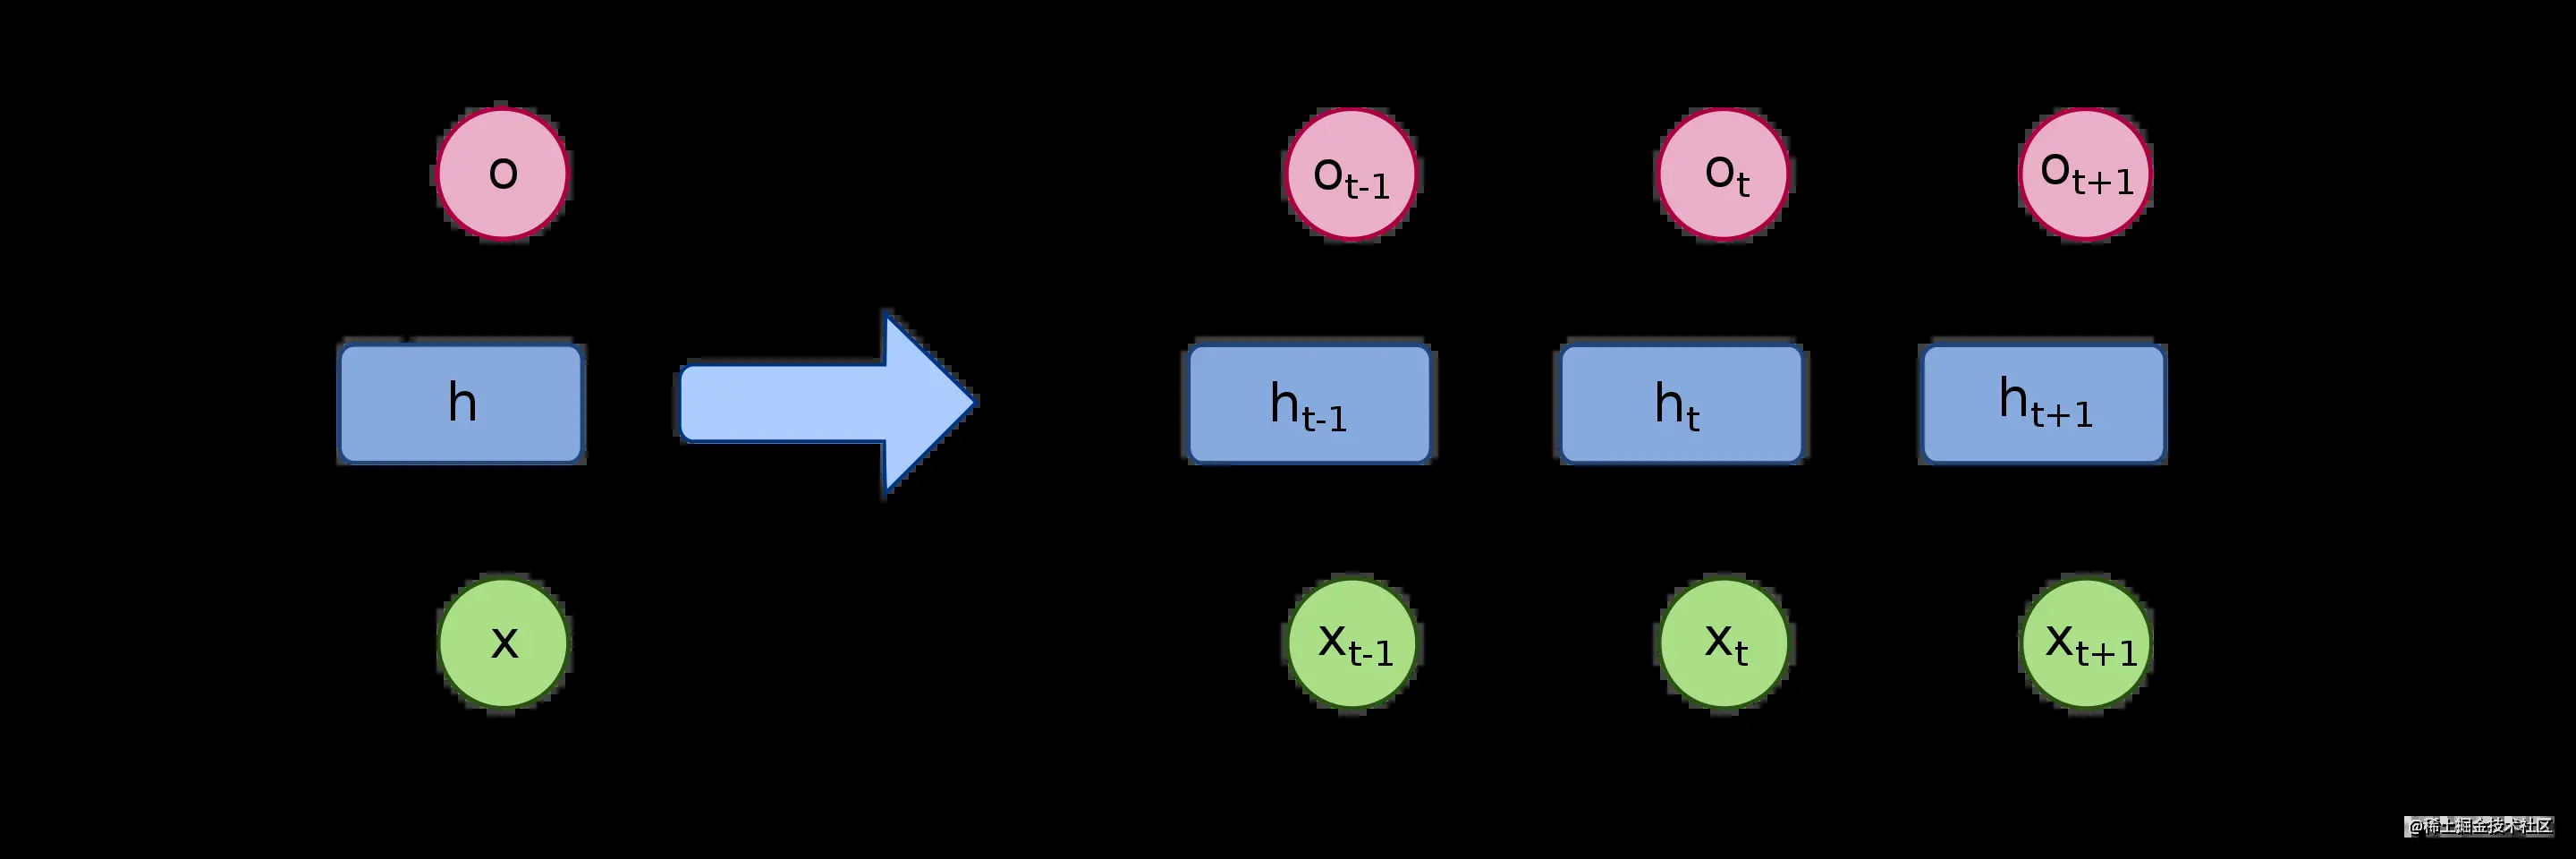 o
o_{t-1}
o_t
o_{t+1}
h
h_{t-1}
h_t
h_{t+1}
x
x_{t-1}
x_t
x_{t+1}
@稀土掘金技术社区